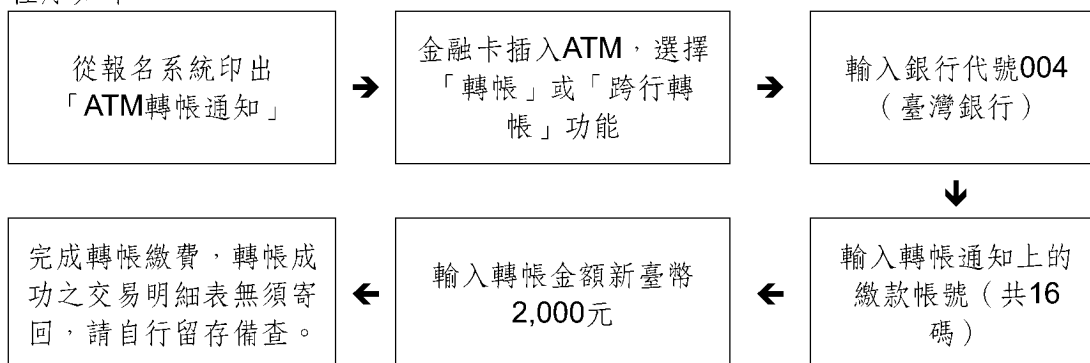 從報名系統印出
「ATM轉帳通知」
金融卡插入ATM，選擇
「轉帳」或「跨行轉
帳」功能
輸入銀行代號004
（臺灣銀行）
輸入轉帳通知上的
繳款帳號（共16
碼）
輸入轉帳金額新臺幣
2,000元
完成轉帳繳費，轉帳成
功之交易明細表無須寄
回，請自行留存備查。